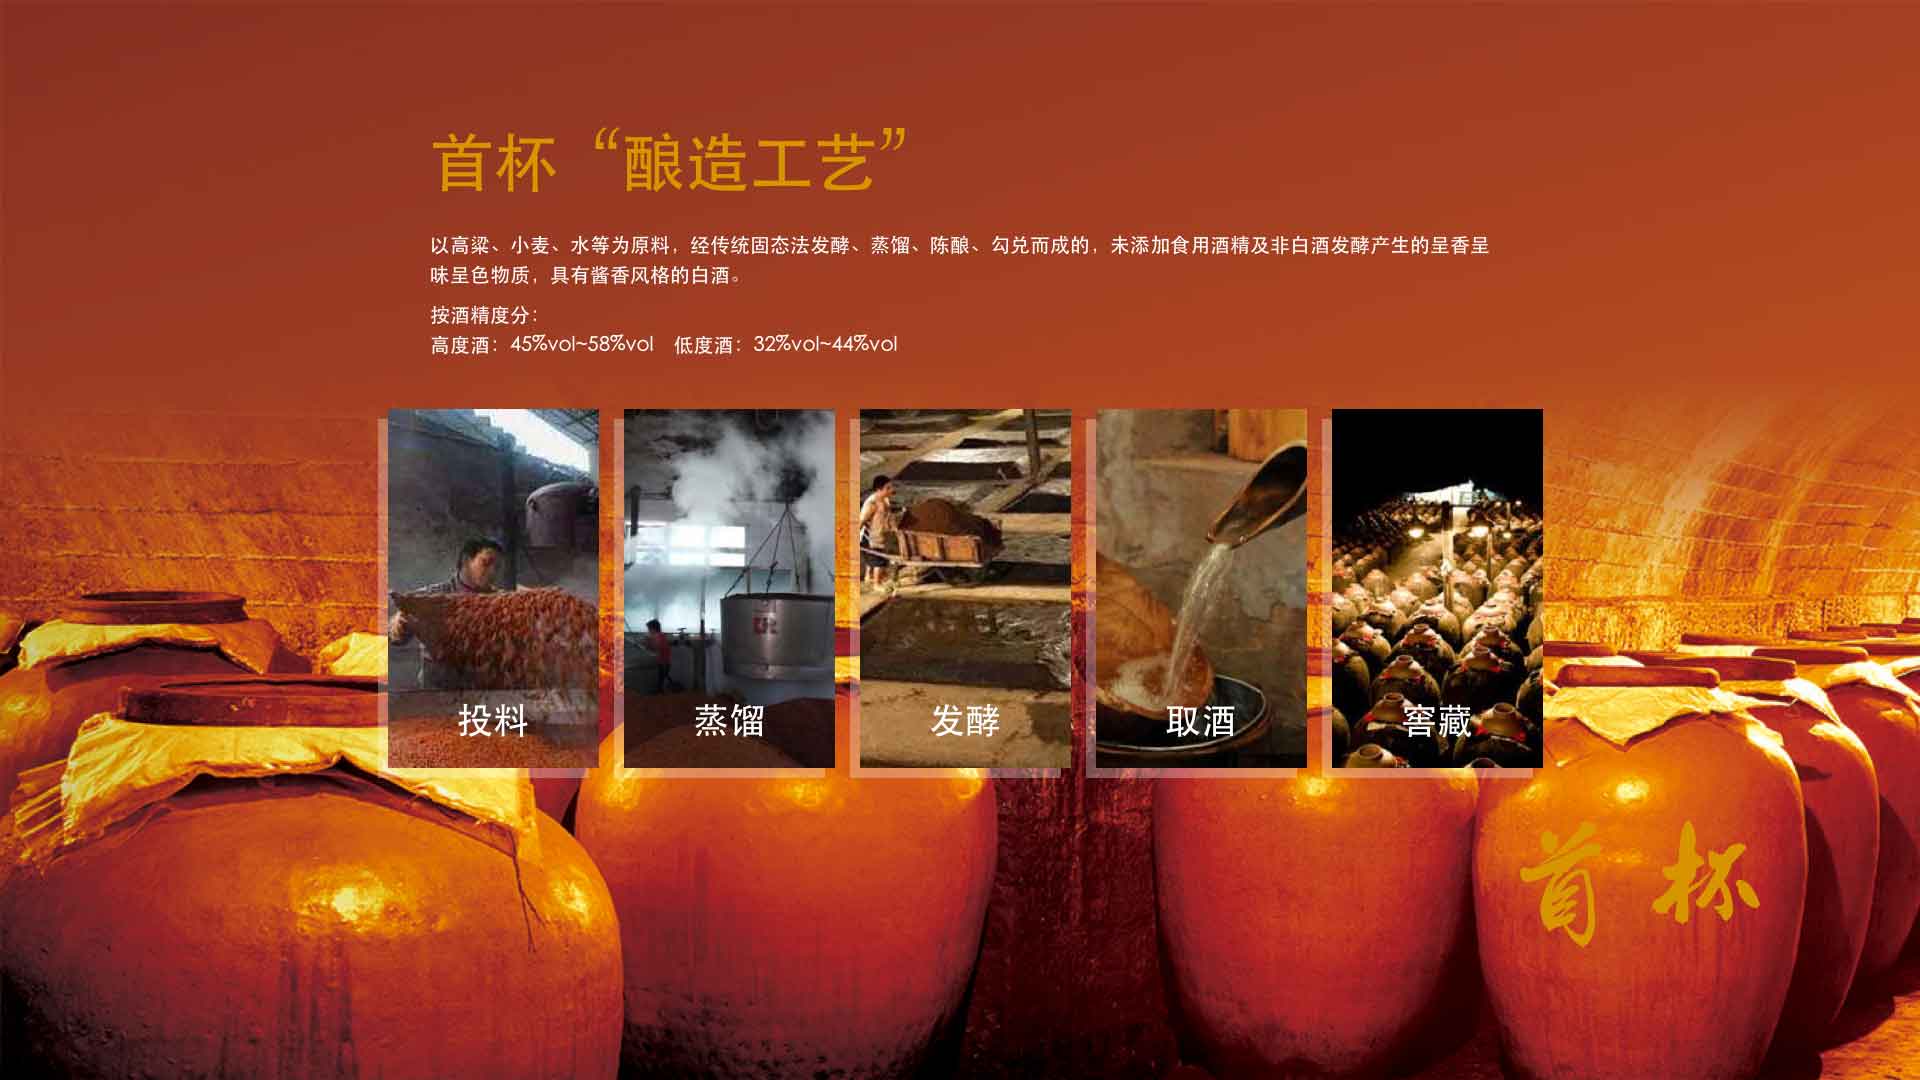 首杯“酿造工艺”
以高粱、小麦、水等为原料，经传统固态法发酵、蒸馏、陈酿、勾兑而成的，未添加食用酒精及非白酒发酵产生的呈香呈
味呈色物质，具有酱香风格的白酒。
按酒精度分：
高度酒：45%vol~58%vol 低度酒：32%vol~44%vol
投料
蒸馏
发酵
取酒
窖藏
首杯